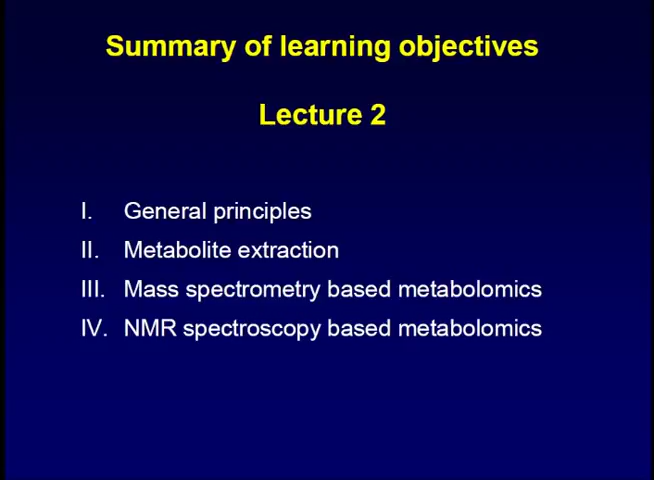 Summary of learning objectives
Lecture 2
I. General principles
II. Metabolite extraction
III. Mass spectrometry based metabolomics
IV. NMR spectroscopy based metabolomics